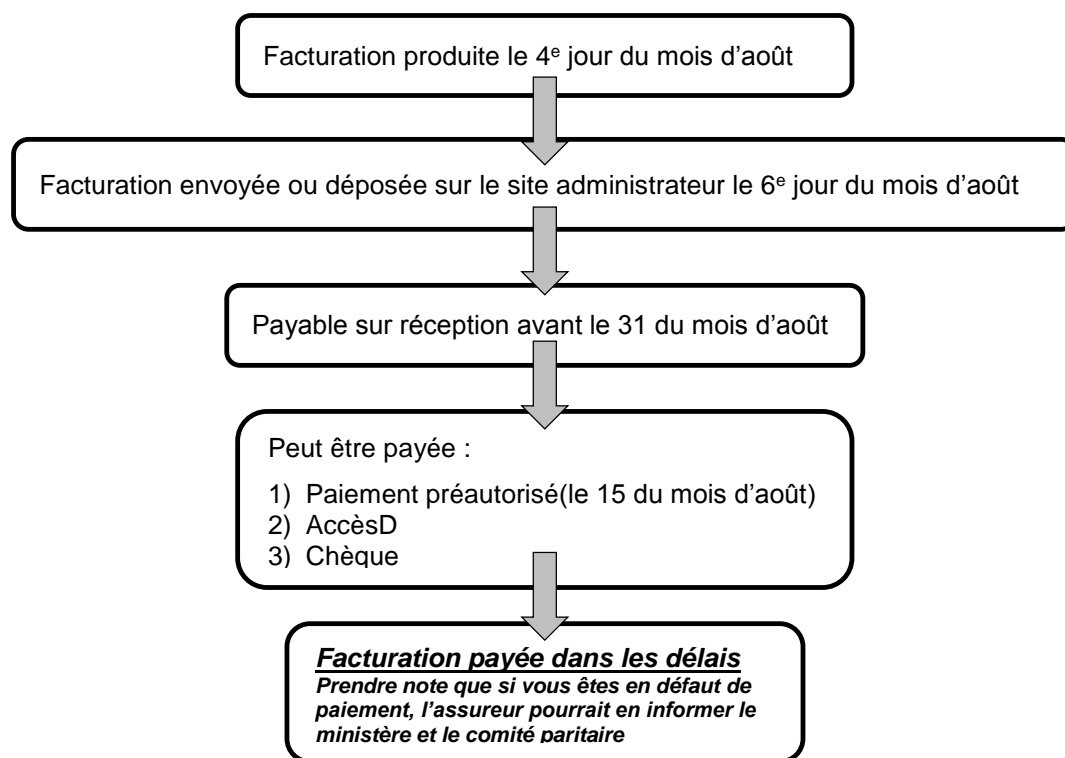 Facturation produite le 4e jour du mois d’août
Facturation envoyée ou déposée sur le site administrateur le 6e jour du mois d’août
Payable sur réception avant le 31 du mois d’août
Peut être payée :
1) Paiement préautorisé(le 15 du mois d’août)
2) AccèsD
3) Chèque
Facturation payée dans les délais
Prendre note que si vous êtes en défaut de
paiement, l’assureur pourrait en informer le
ministère et le comité paritaire